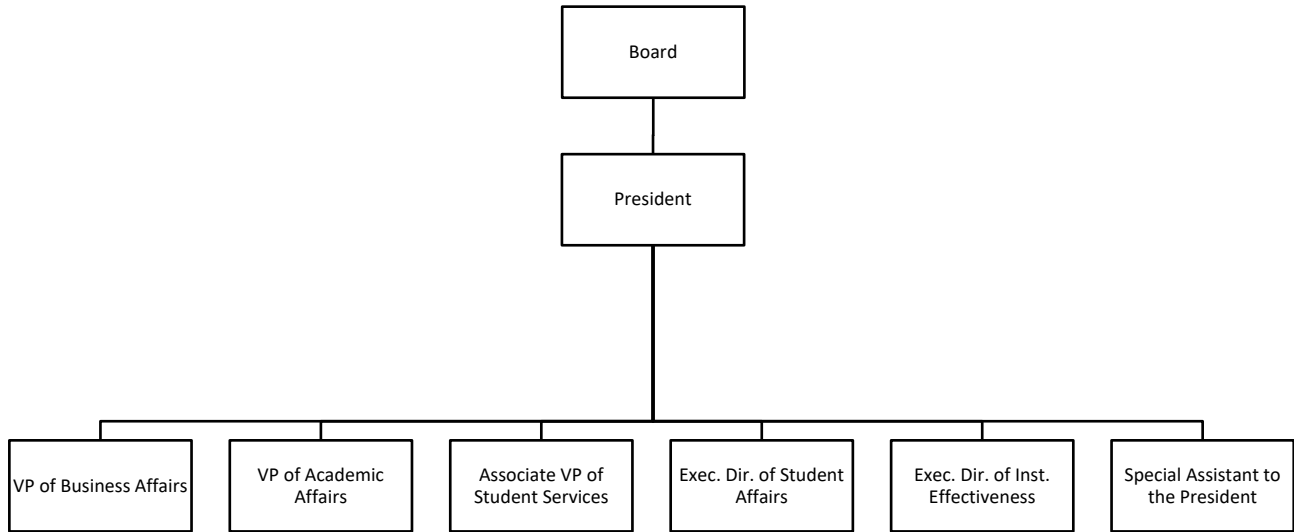 Board
President
VP of Business Affairs
VP of Academic
Affairs
Associate VP of
Student Services
Exec. Dir. of Student
Affairs
Exec. Dir. of Inst.
Effectiveness
Special Assistant to
the President